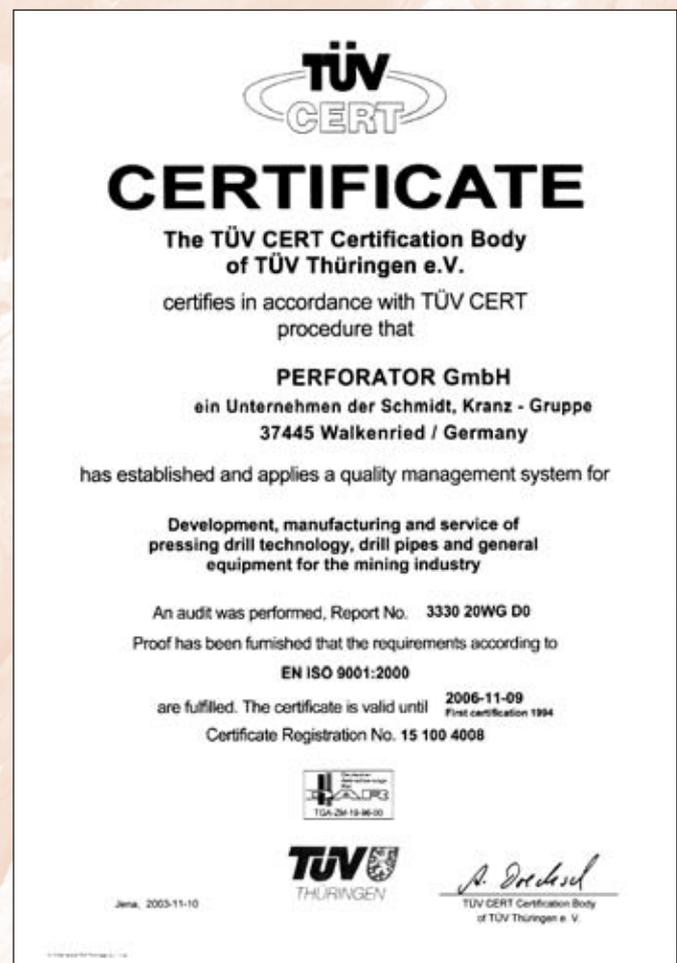 TÜV
CERT
CERTIFICATE
The TÜV CERT Certification Body
of TÜV Thüringen e.V.
certifies in accordance with TÜV CERT
procedure that
PERFORATOR GmbH
ein Unternehmen der Schmidt, Kranz - Gruppe
37445 Walkenried / Germany
has established and applies a quality management system for
Development, manufacturing and service of
pressing drill technology, drill pipes and general
equipment for the mining industry
An audit was performed, Report No. 3330 20WG D0
Proof has been furnished that the requirements according to
EN ISO 9001:2000
are fulfilled. The certificate is valid until 2006-11-09
First certification 1994
Certificate Registration No. 15 100 4008
DAR
TGA-ZM-19-96-00
TÜV
THÜRINGEN
Jena, 2003-11-10
TÜV CERT Certification Body
of TÜV Thüringen e. V.